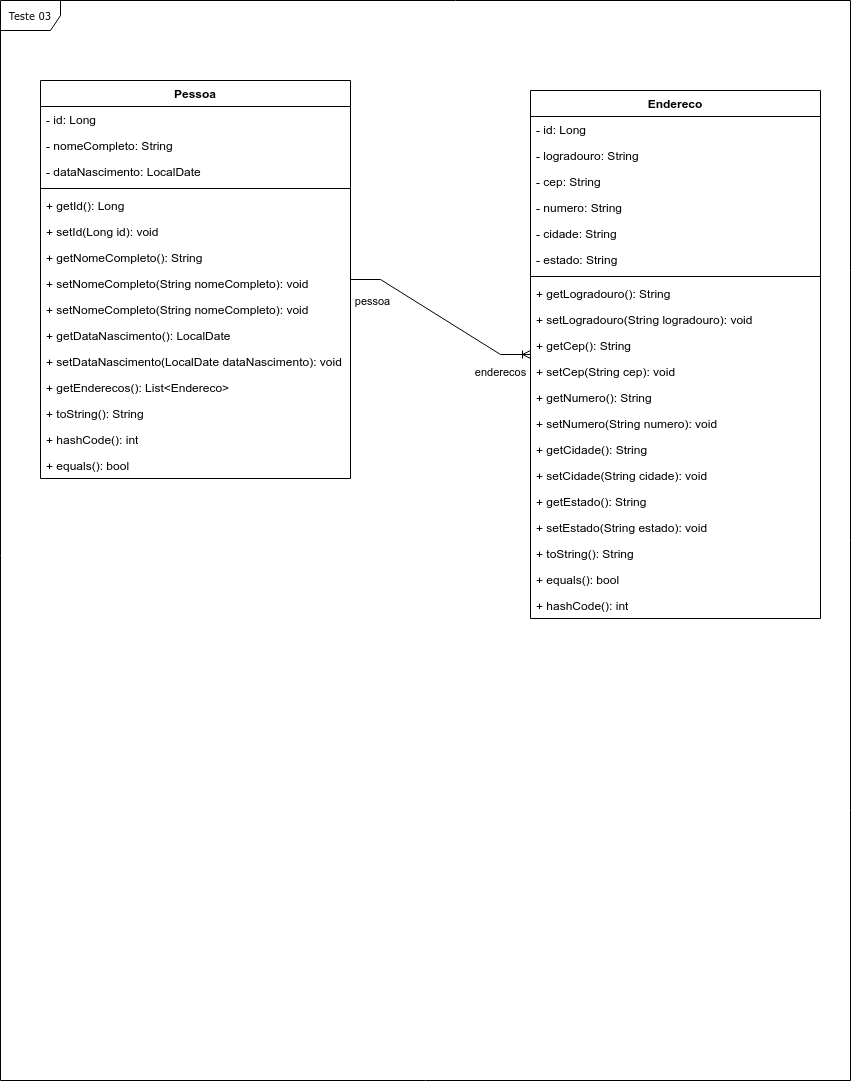 Teste 03
Pessoa
- id: Long
- nomeCompleto: String
- dataNascimento: LocalDate
+ getId(): Long
+ setId(Long id): void
+ getNomeCompleto(): String
+ setNomeCompleto(String nomeCompleto): void
+ setNomeCompleto(String nomeCompleto): void
+ getDataNascimento(): LocalDate
+ setDataNascimento(LocalDate dataNascimento): void
+ getEnderecos(): List<Endereco>
+ toString(): String
+ hashCode(): int
+ equals(): bool
pessoa
enderecos
Endereco
- id: Long
- logradouro: String
- cep: String
- numero: String
- cidade: String
- estado: String
+ getLogradouro(): String
+ setLogradouro(String logradouro): void
+ getCep(): String
+ setCep(String cep): void
+ getNumero(): String
+ setNumero(String numero): void
+ getCidade(): String
+ setCidade(String cidade): void
+ getEstado(): String
+ setEstado(String estado): void
+ toString(): String
+ equals(): bool
+ hashCode(): int